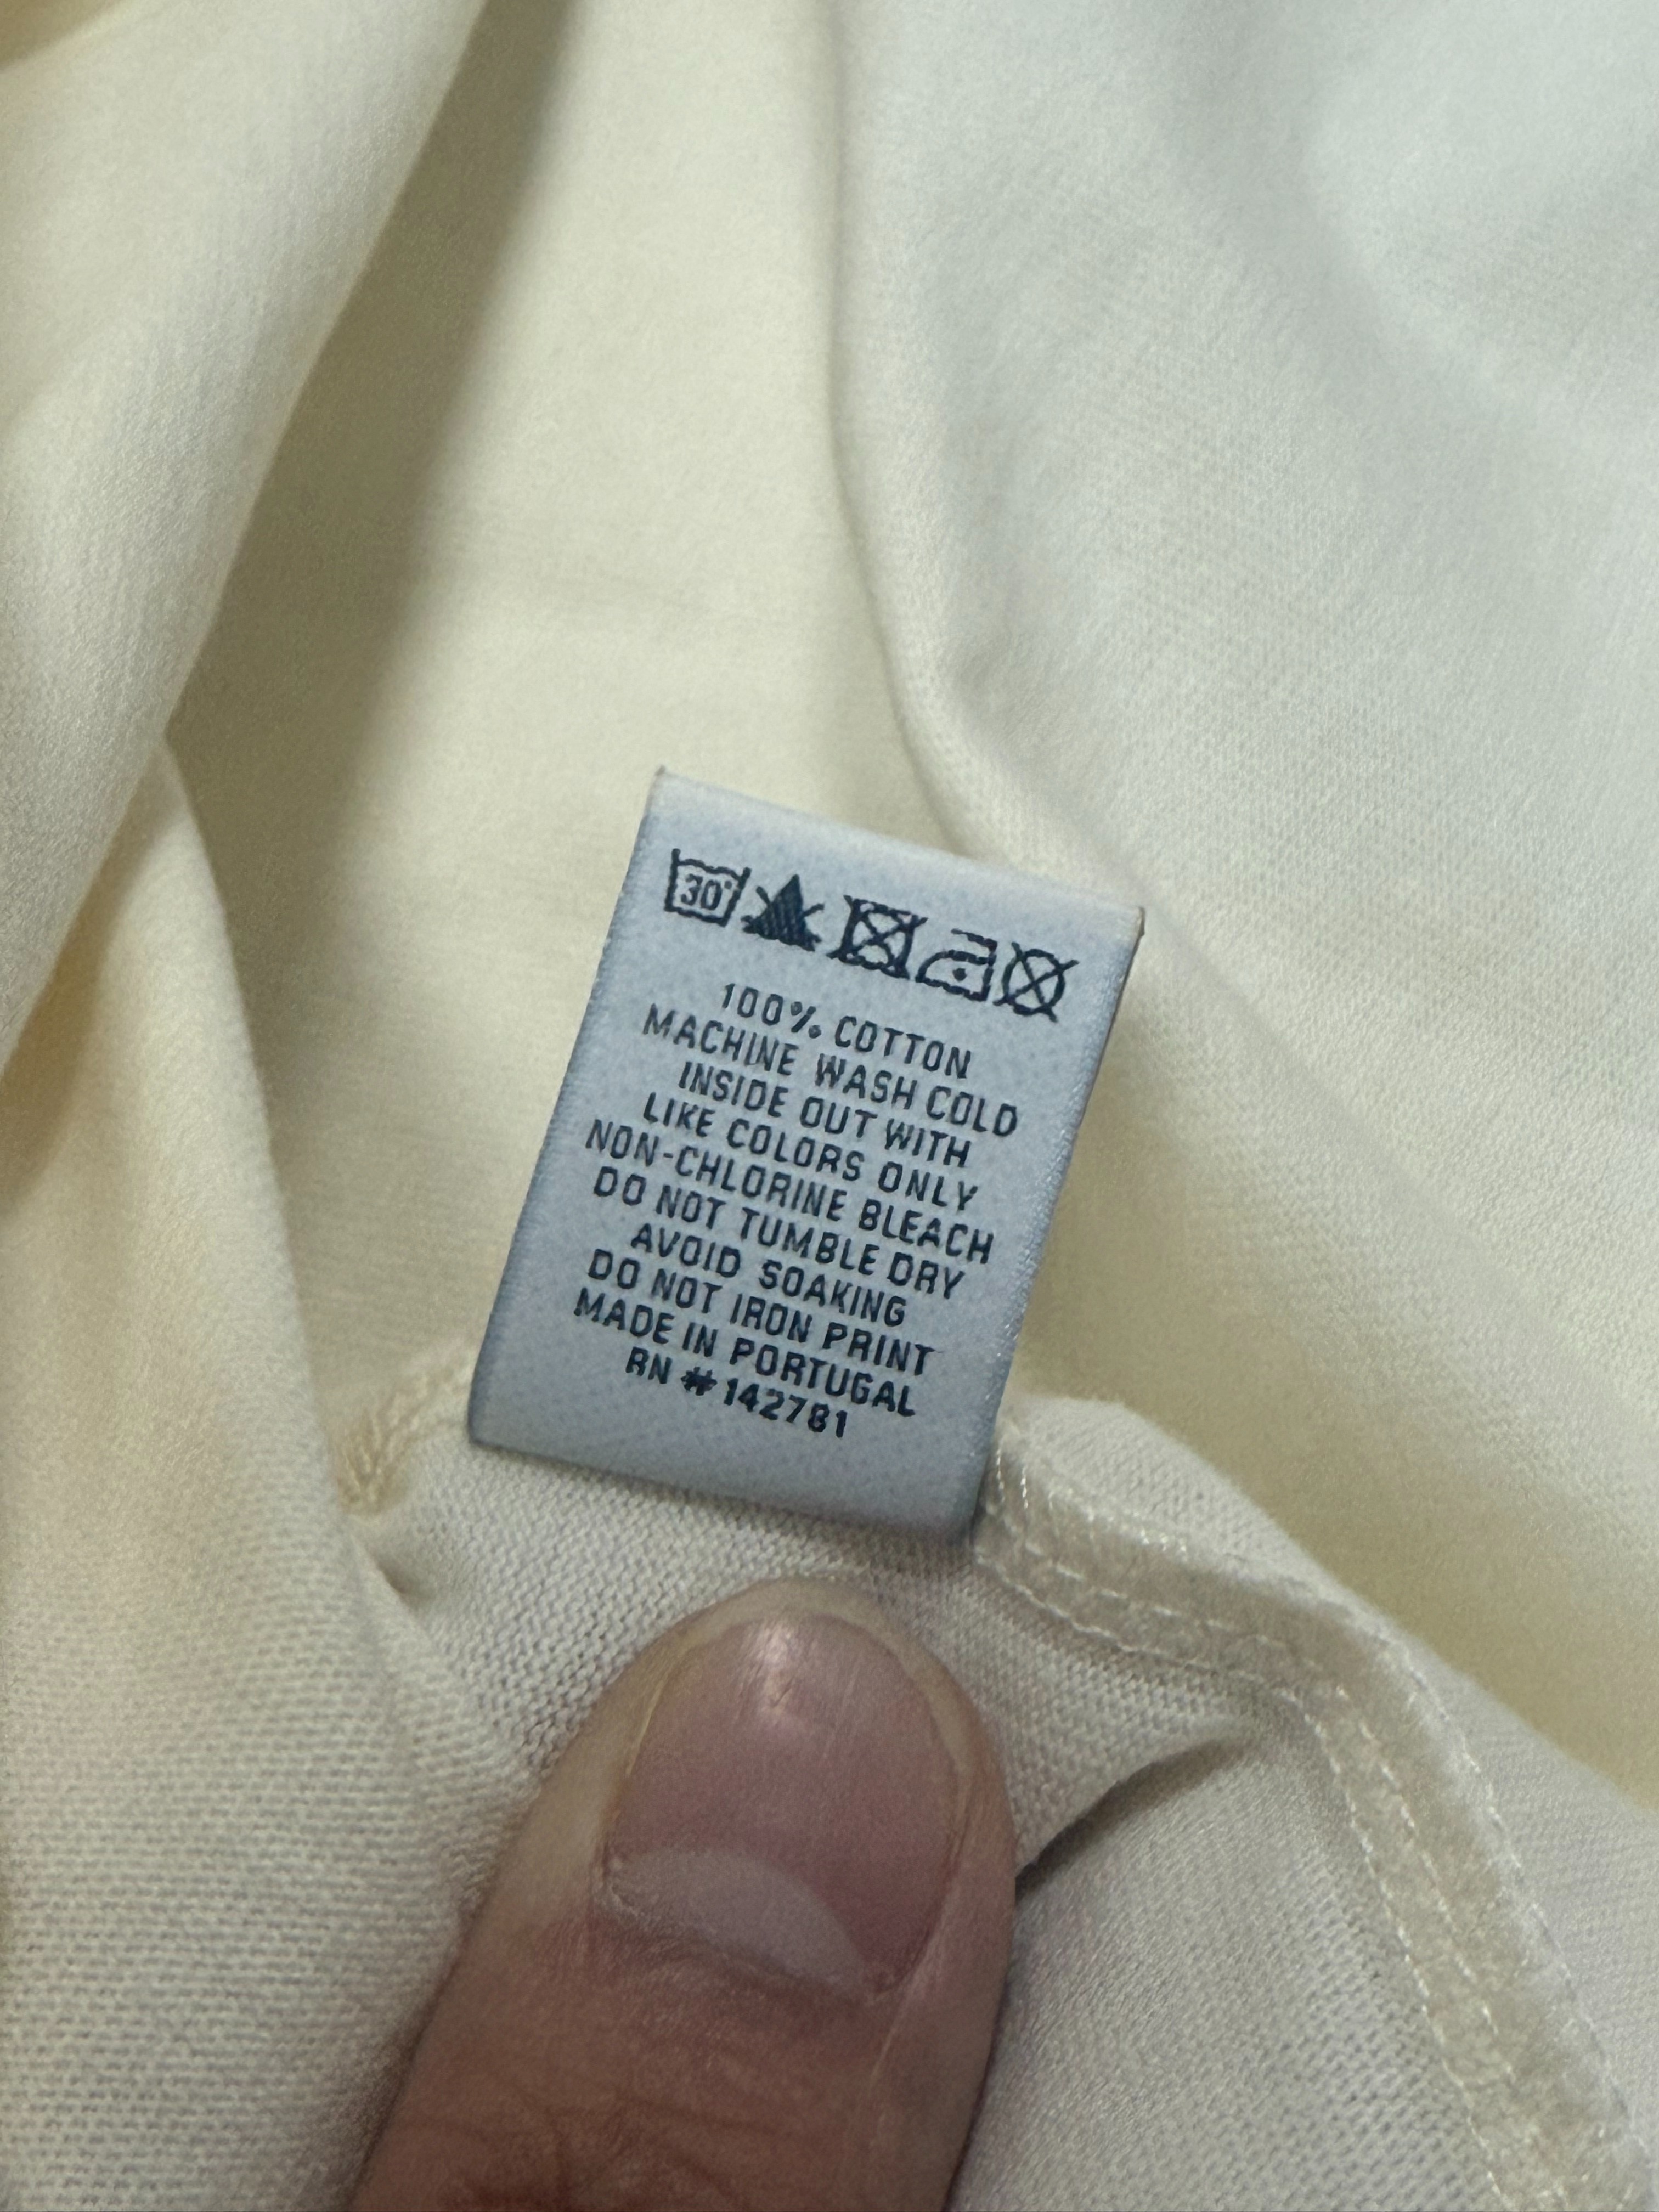 30°
100% COTTON
MACHINE WASH COLD
INSIDE OUT WITH
LIKE COLORS ONLY
NON-CHLORINE BLEACH
DO NOT TUMBLE DRY
AVOID SOAKING
DO NOT IRON PRINT
MADE IN PORTUGAL
RN # 142781